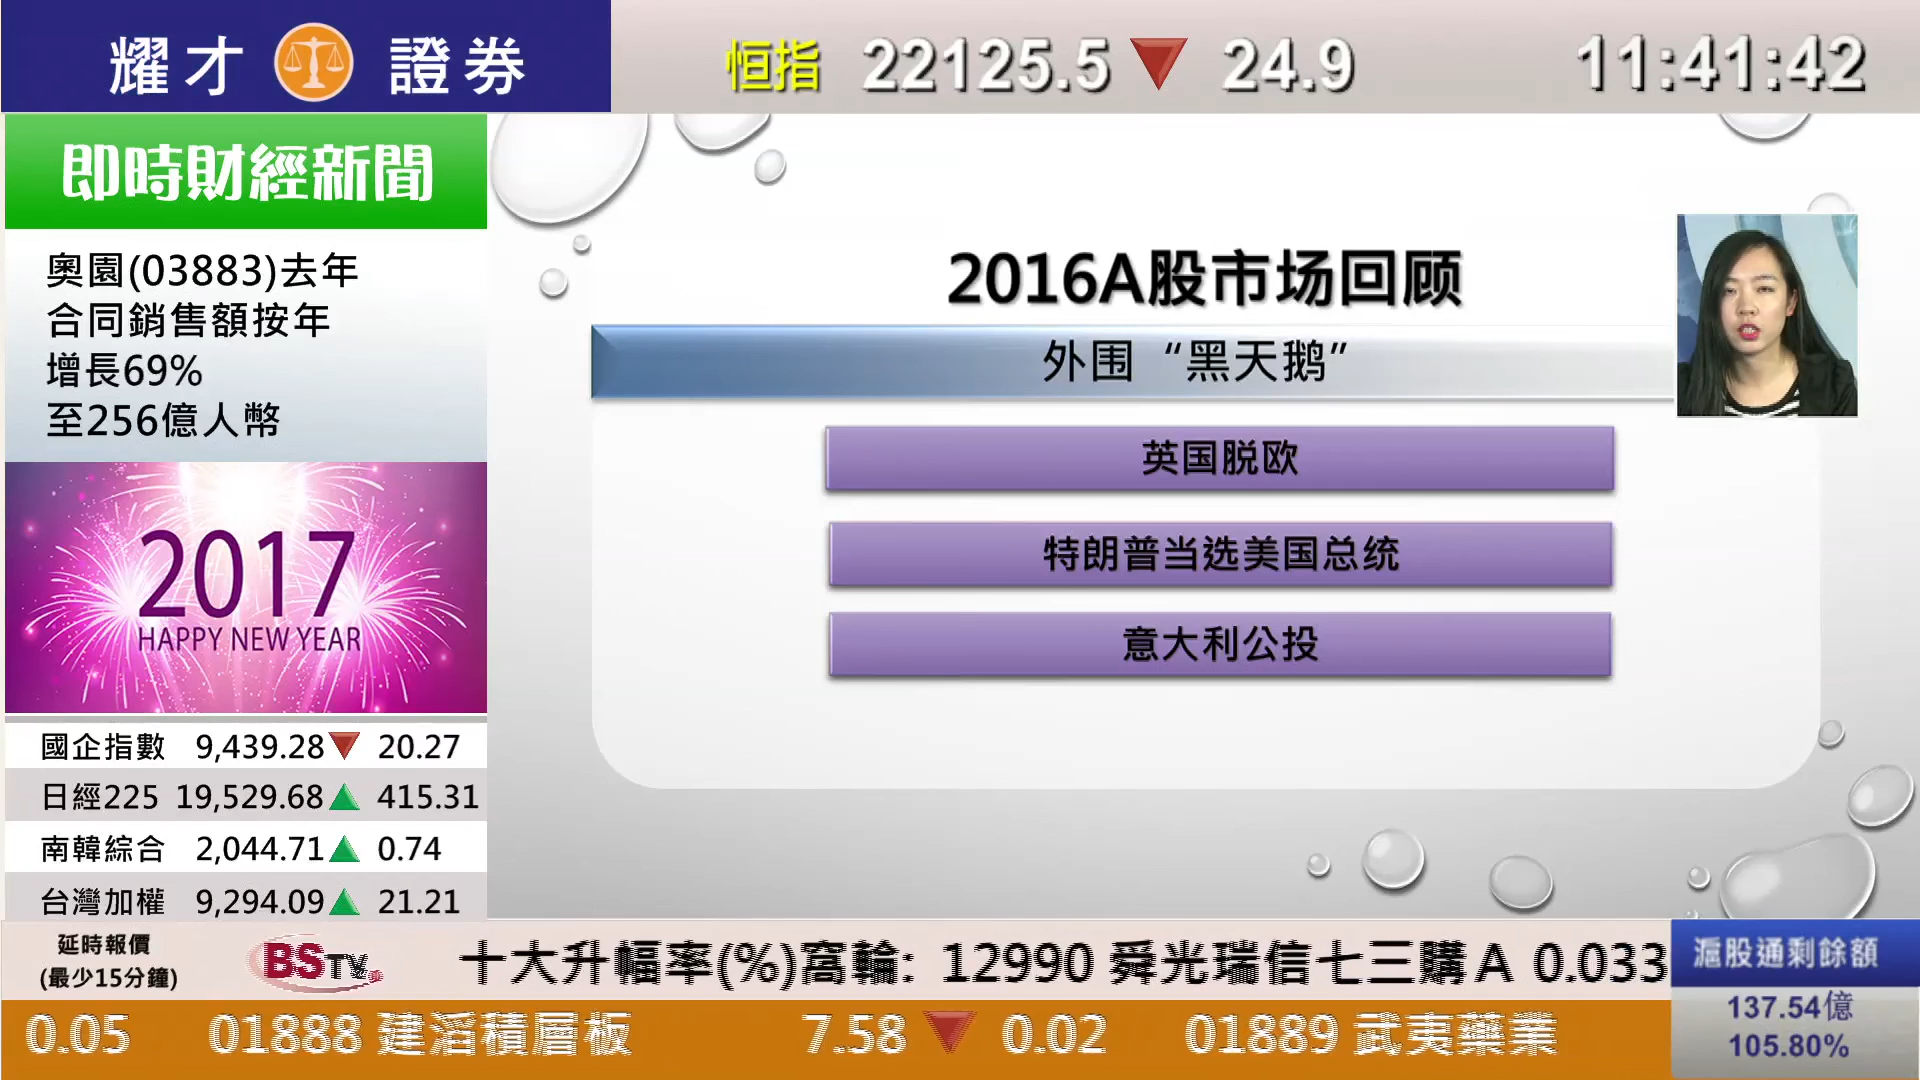 耀才 證券
恒指 22125.5 ▼ 24.9
11:41:42
即時財經新聞
奧園(03883)去年
合同銷售額按年
增長69%
至256億人幣
2017
HAPPY NEW YEAR
國企指數 9,439.28 ▼ 20.27
日經225 19,529.68 ▲ 415.31
南韓綜合 2,044.71 ▲ 0.74
台灣加權 9,294.09 ▲ 21.21
2016A股市场回顾
外围“黑天鹅”
英国脱欧
特朗普当选美国总统
意大利公投
延時報價
(最少15分鐘)
BSTV
十大升幅率(%)窩輪: 12990 舜光瑞信七三購A 0.033
滬股通剩餘額
137.54億
105.80%
0.05 01888 建滔積層板 7.58 ▼ 0.02 01889 武夷藥業